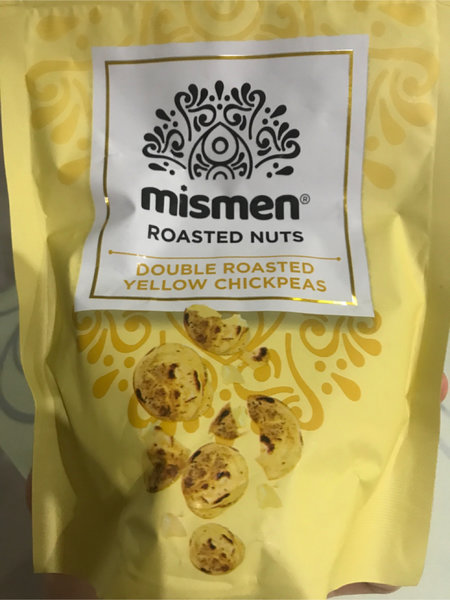 mismen®
ROASTED NUTS
DOUBLE ROASTED
YELLOW CHICKPEAS